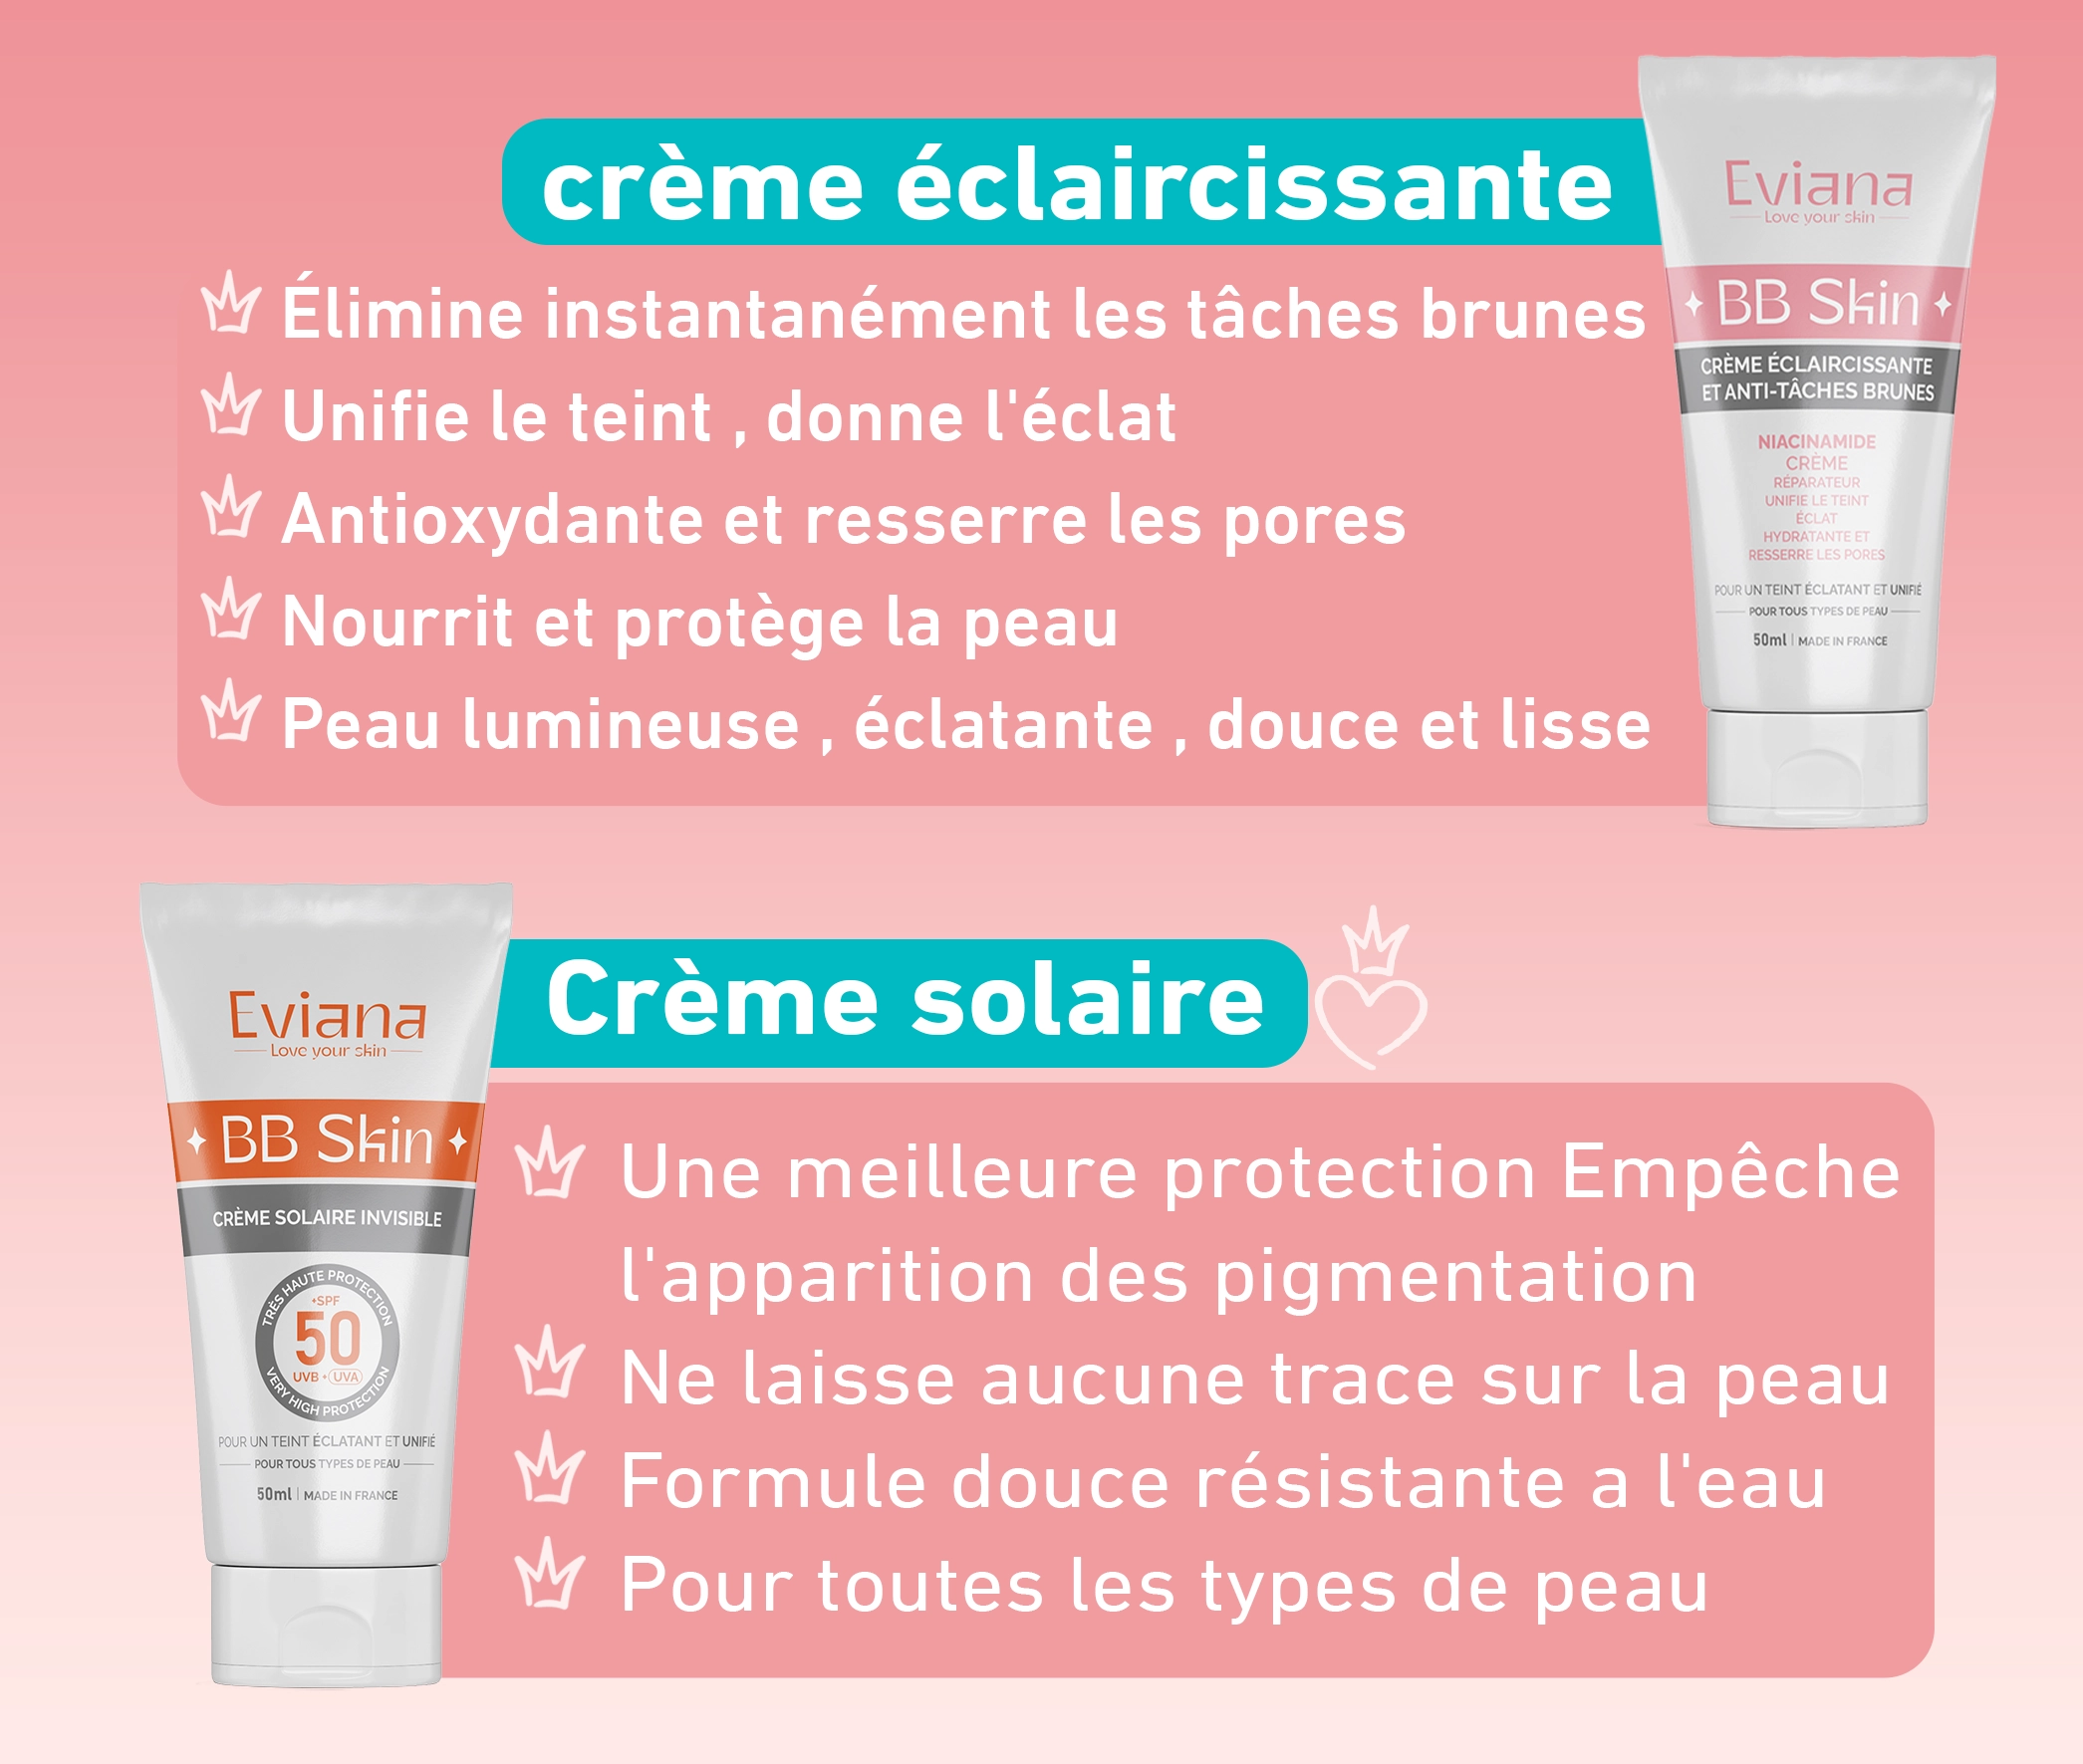 crème éclaircissante
Élimine instantanément les tâches brunes
Unifie le teint , donne l'éclat
Antioxydante et resserre les pores
Nourrit et protège la peau
Peau lumineuse , éclatante , douce et lisse
Eviana
Love your skin
BB Skin
CRÈME ÉCLAIRCISSANTE
ET ANTI-TÂCHES BRUNES
NIACINAMIDE
CRÈME
RÉPARATEUR
UNIFIE LE TEINT
ÉCLAT
HYDRATANTE ET
RESSERRE LES PORES
POUR UN TEINT ÉCLATANT ET UNIFIÉ
POUR TOUS TYPES DE PEAU
50ml | MADE IN FRANCE
Crème solaire
Une meilleure protection Empêche
l'apparition des pigmentation
Ne laisse aucune trace sur la peau
Formule douce résistante a l'eau
Pour toutes les types de peau
Eviana
Love your skin
BB Skin
CRÈME SOLAIRE INVISIBLE
TRÈS HAUTE PROTECTION
+SPF
50
UVB + UVA
VERY HIGH PROTECTION
POUR UN TEINT ÉCLATANT ET UNIFIÉ
POUR TOUS TYPES DE PEAU
50ml | MADE IN FRANCE